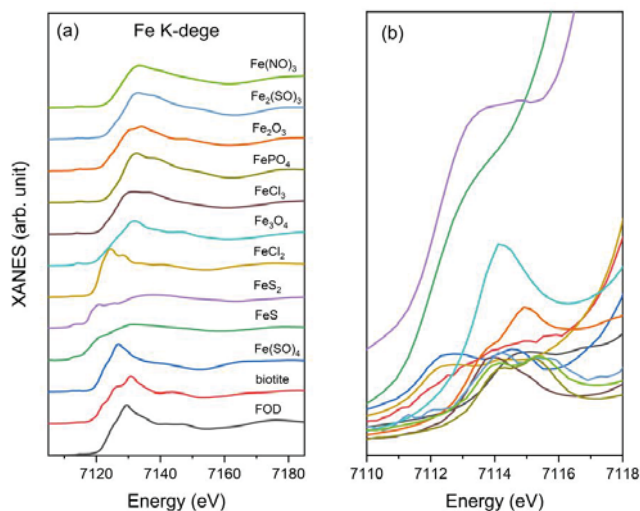 (a) Fe K-dege
(b)
Fe(NO)3
Fe2(SO)3
Fe2O3
FePO4
FeCl3
Fe3O4
FeCl2
FeS2
FeS
Fe(SO)4
biotite
FOD
XANES (arb. unit)
7120 7140 7160 7180
7110 7112 7114 7116 7118
Energy (eV)
Energy (eV)